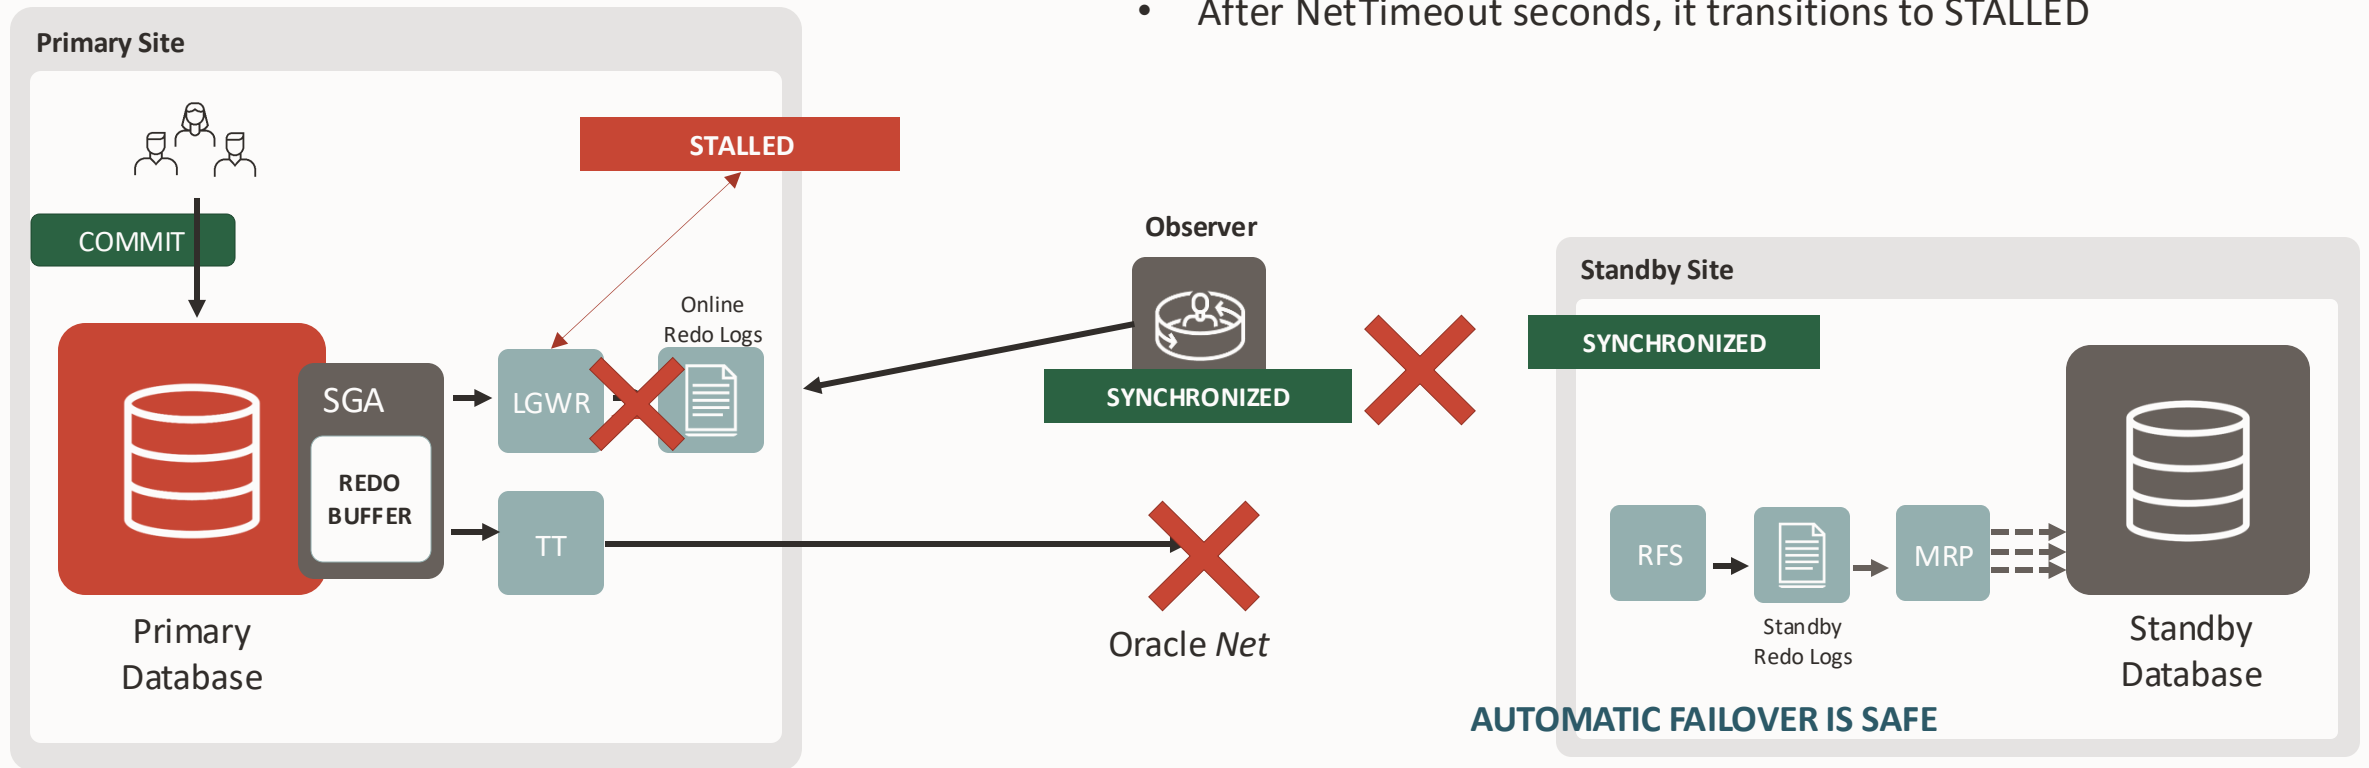 • After NetTimeout seconds, it transitions to STALLED
Primary Site
STALLED
COMMIT
Observer
Standby Site
Online
Redo Logs
SYNCHRONIZED
SYNCHRONIZED
SGA
LGWR
REDO
BUFFER
TT
RFS
MRP
Primary
Database
Oracle Net
Standby
Redo Logs
Standby
Database
AUTOMATIC FAILOVER IS SAFE